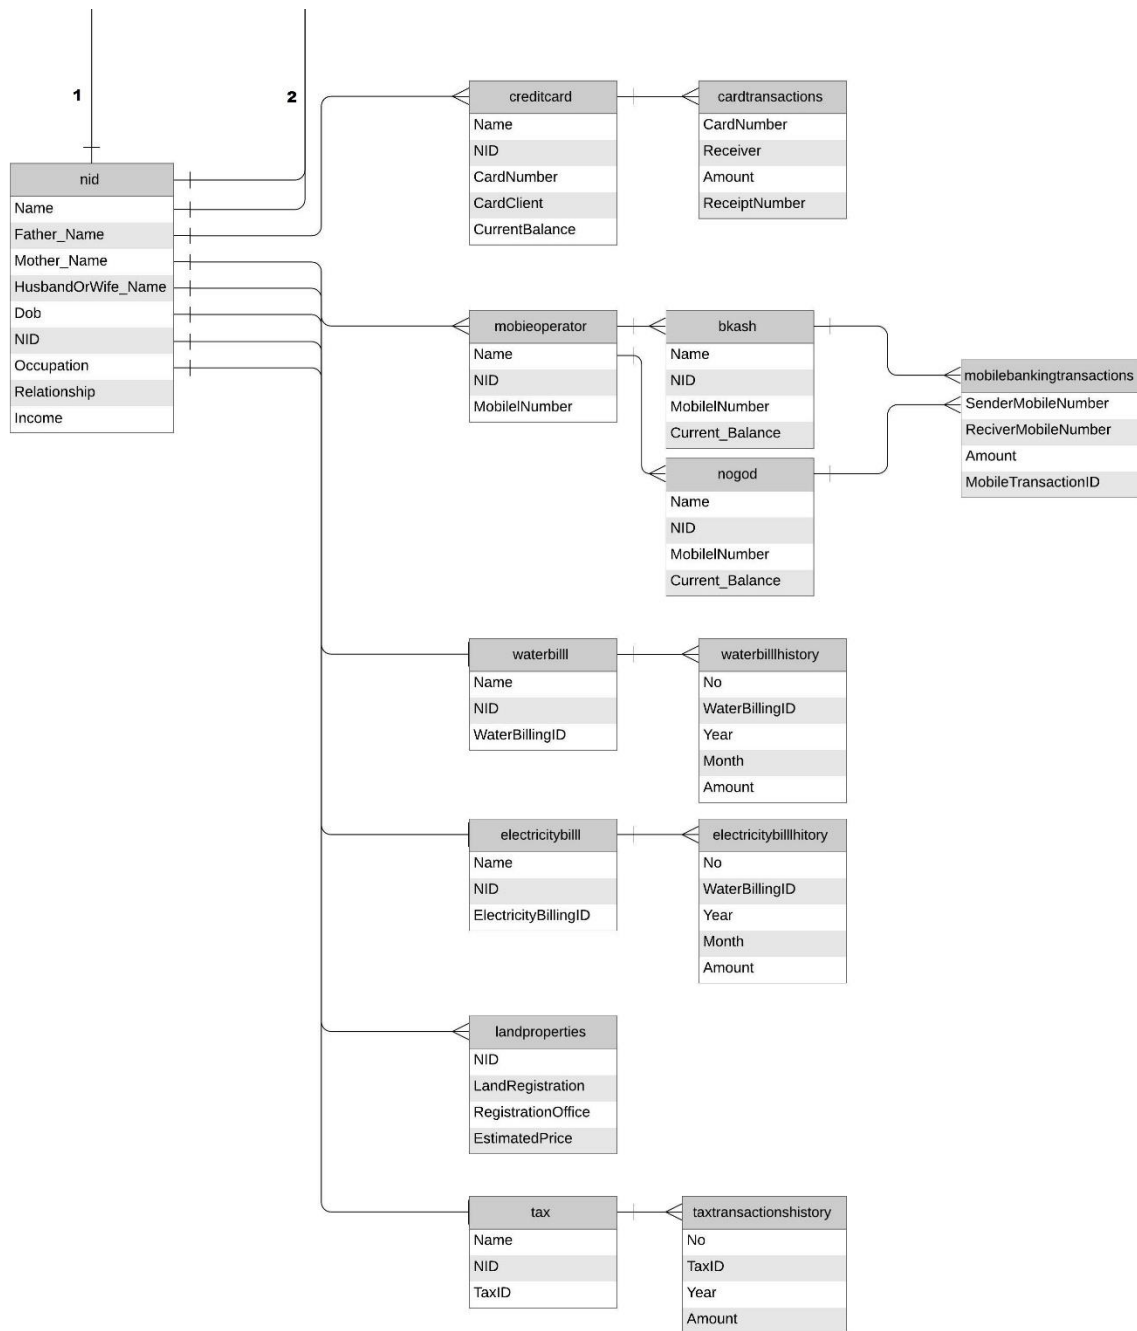 1
2
nid
Name
Father_Name
Mother_Name
HusbandOrWife_Name
Dob
NID
Occupation
Relationship
Income
creditcard
Name
NID
CardNumber
CardClient
CurrentBalance
cardtransactions
CardNumber
Receiver
Amount
ReceiptNumber
mobieoperator
Name
NID
MobilelNumber
bkash
Name
NID
MobilelNumber
Current_Balance
nogod
Name
NID
MobilelNumber
Current_Balance
mobilebankingtransactions
SenderMobileNumber
ReciverMobileNumber
Amount
MobileTransactionID
waterbilll
Name
NID
WaterBillingID
waterbilllhistory
No
WaterBillingID
Year
Month
Amount
electricitybilll
Name
NID
ElectricityBillingID
electricitybilllhitory
No
WaterBillingID
Year
Month
Amount
landproperties
NID
LandRegistration
RegistrationOffice
EstimatedPrice
tax
Name
NID
TaxID
taxtransactionshistory
No
TaxID
Year
Amount